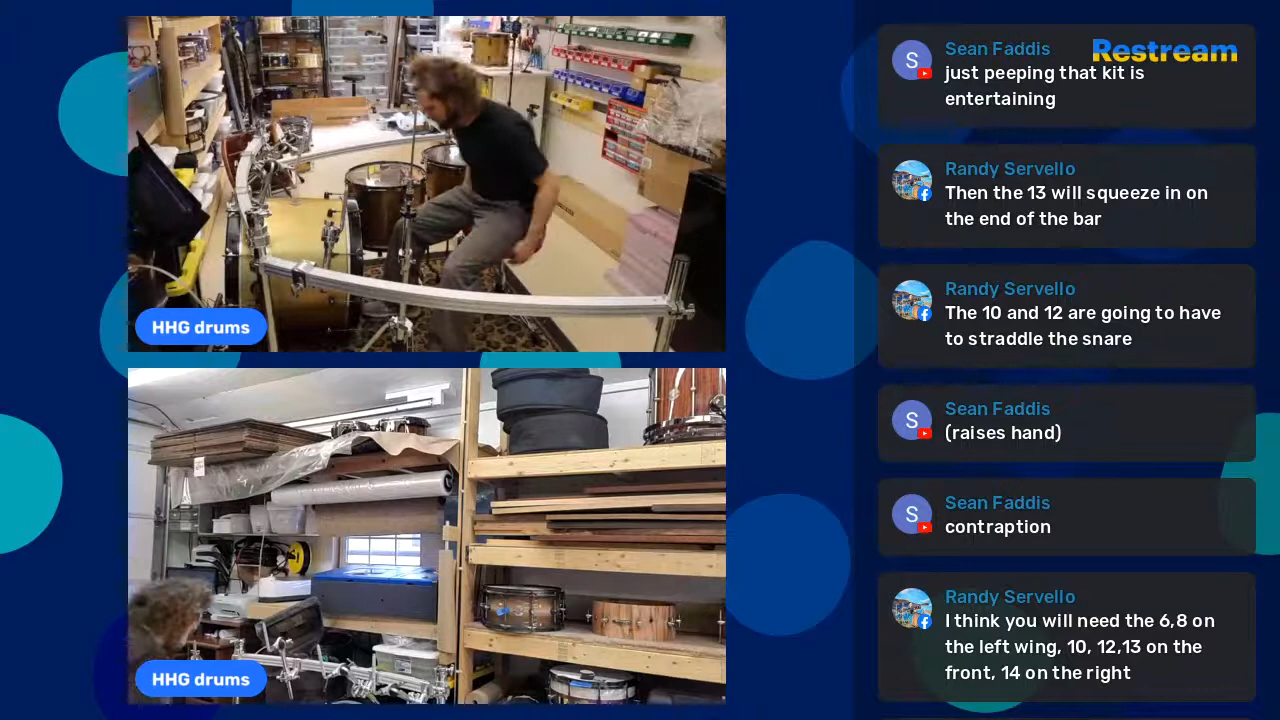 HHG drums
HHG drums
Restream
Sean Faddis
just peeping that kit is
entertaining
Randy Servello
Then the 13 will squeeze in on
the end of the bar
Randy Servello
The 10 and 12 are going to have
to straddle the snare
S
Sean Faddis
(raises hand)
S
Sean Faddis
contraption
Randy Servello
I think you will need the 6,8 on
the left wing, 10, 12,13 on the
front, 14 on the right